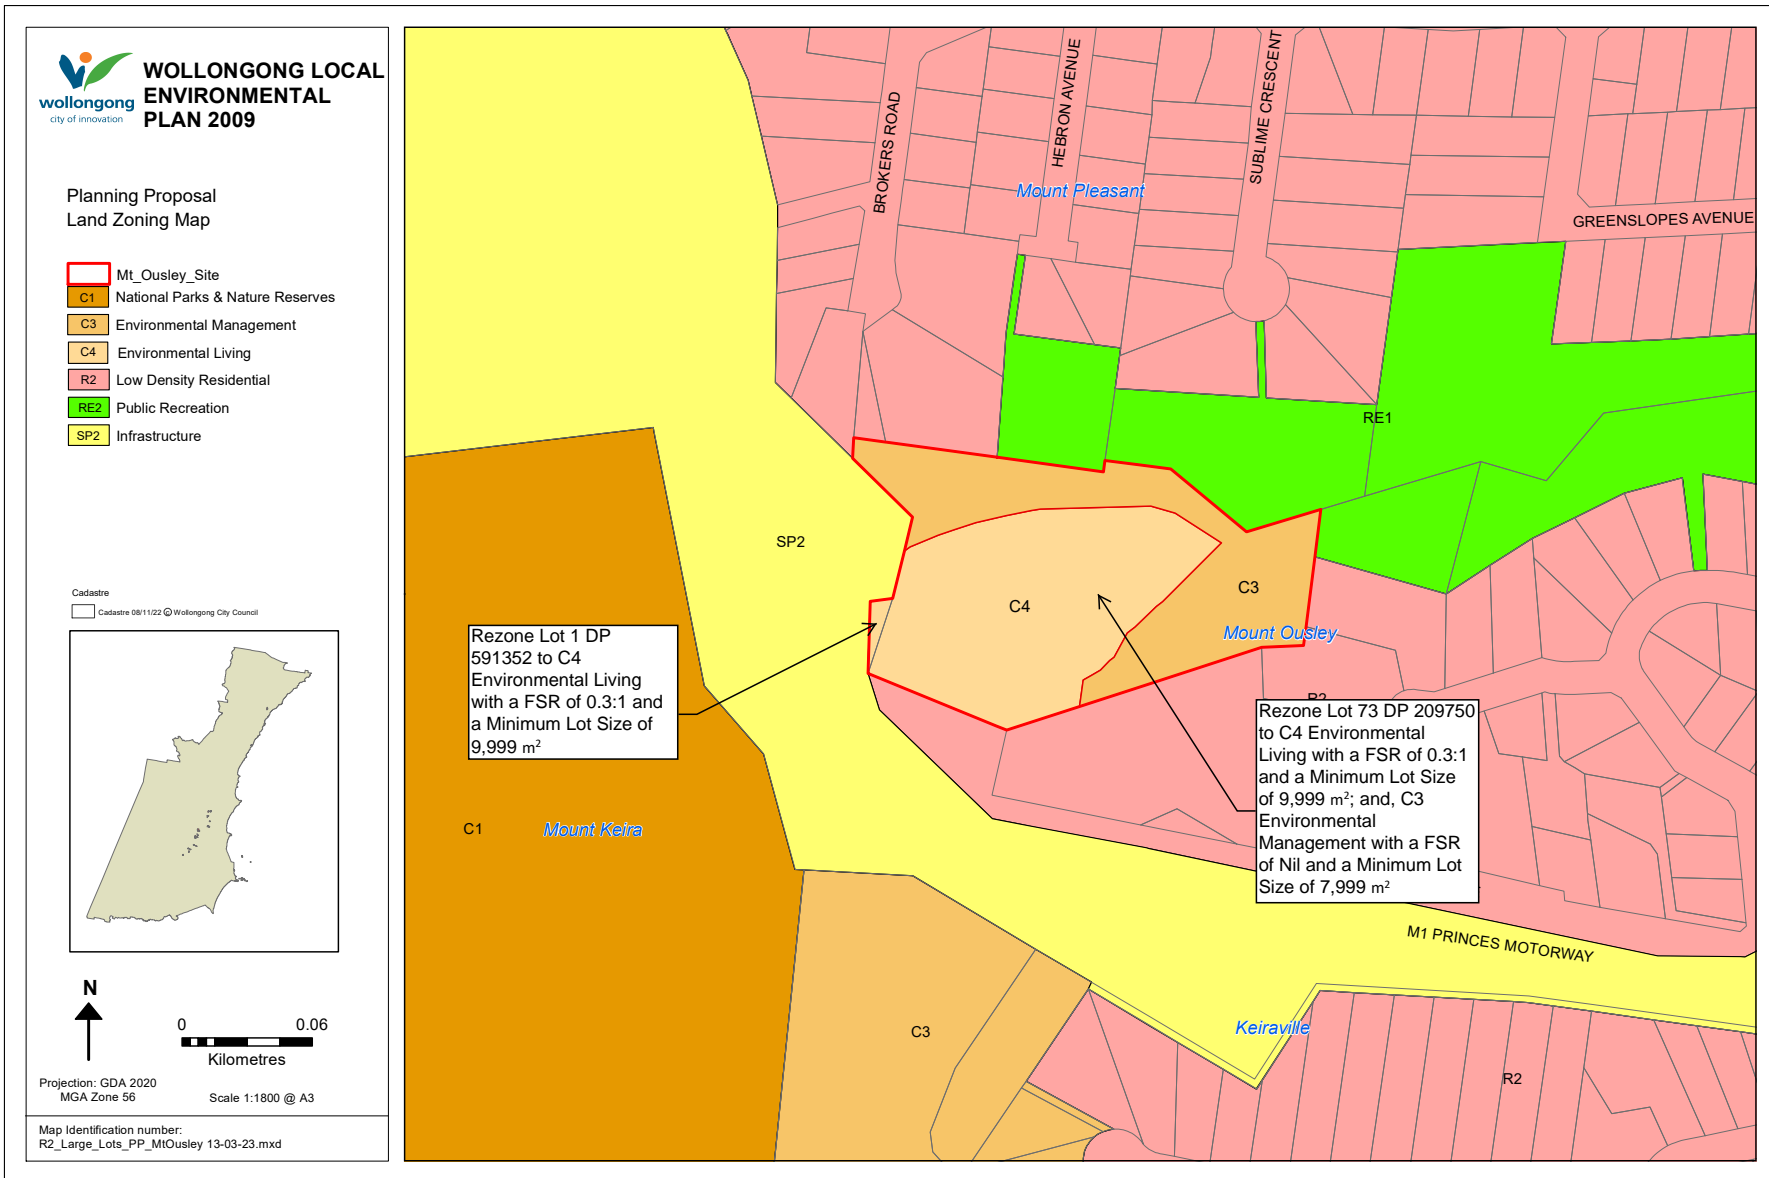 wollongong
city of innovation
WOLLONGONG LOCAL
ENVIRONMENTAL
PLAN 2009
Planning Proposal
Land Zoning Map
Mt_Ousley_Site
C1 National Parks & Nature Reserves
C3 Environmental Management
C4 Environmental Living
R2 Low Density Residential
RE2 Public Recreation
SP2 Infrastructure
Cadastre
Cadastre 08/11/22 © Wollongong City Council
N
0 0.06
Kilometres
Projection: GDA 2020
MGA Zone 56
Scale 1:1800 @ A3
Map Identification number:
R2_Large_Lots_PP_MtOusley 13-03-23.mxd
BROKERS ROAD
HEBRON AVENUE
SUBLIME CRESCENT
Mount Pleasant
GREENSLOPES AVENUE
RE1
SP2
C4
C3
Mount Ousley
R2
Rezone Lot 1 DP
591352 to C4
Environmental Living
with a FSR of 0.3:1 and
a Minimum Lot Size of
9,999 m²
Rezone Lot 73 DP 209750
to C4 Environmental
Living with a FSR of 0.3:1
and a Minimum Lot Size
of 9,999 m²; and, C3
Environmental
Management with a FSR
of Nil and a Minimum Lot
Size of 7,999 m²
C1
Mount Keira
M1 PRINCES MOTORWAY
C3
Keiraville
R2